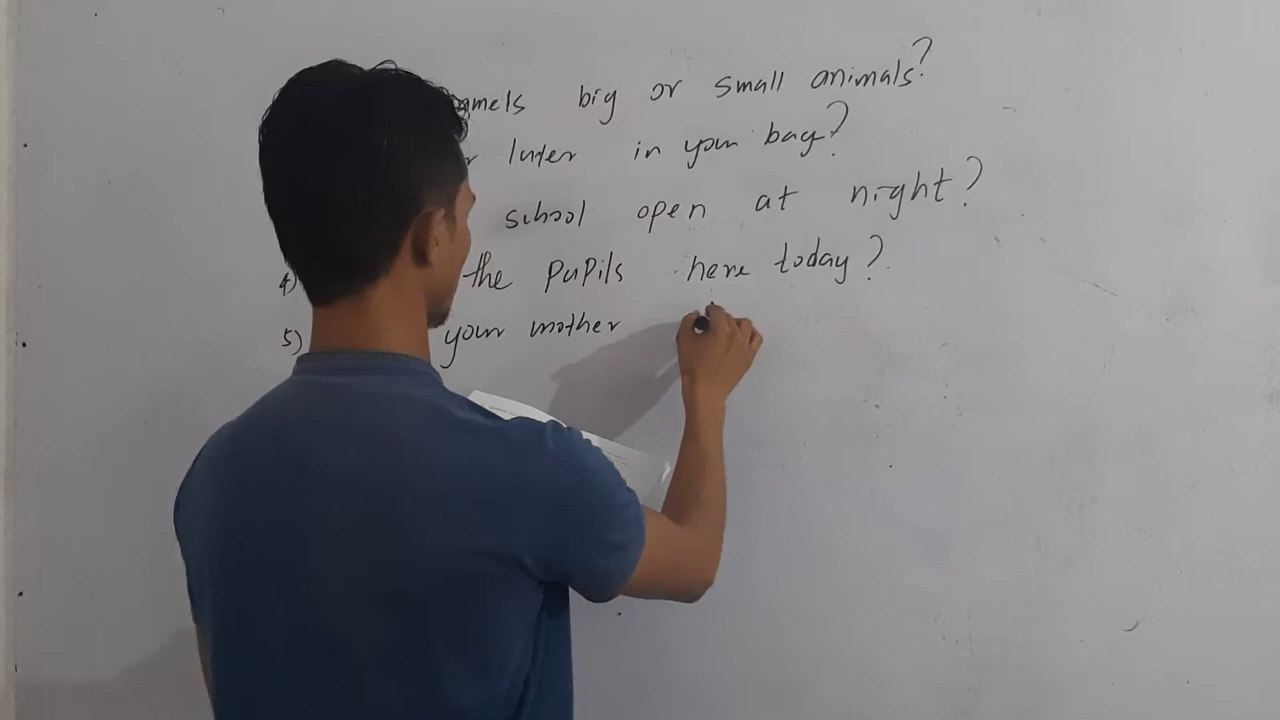 amels big or small animals?
r in your bag?
school open at night?
4) the pupils here today?
5) your mother